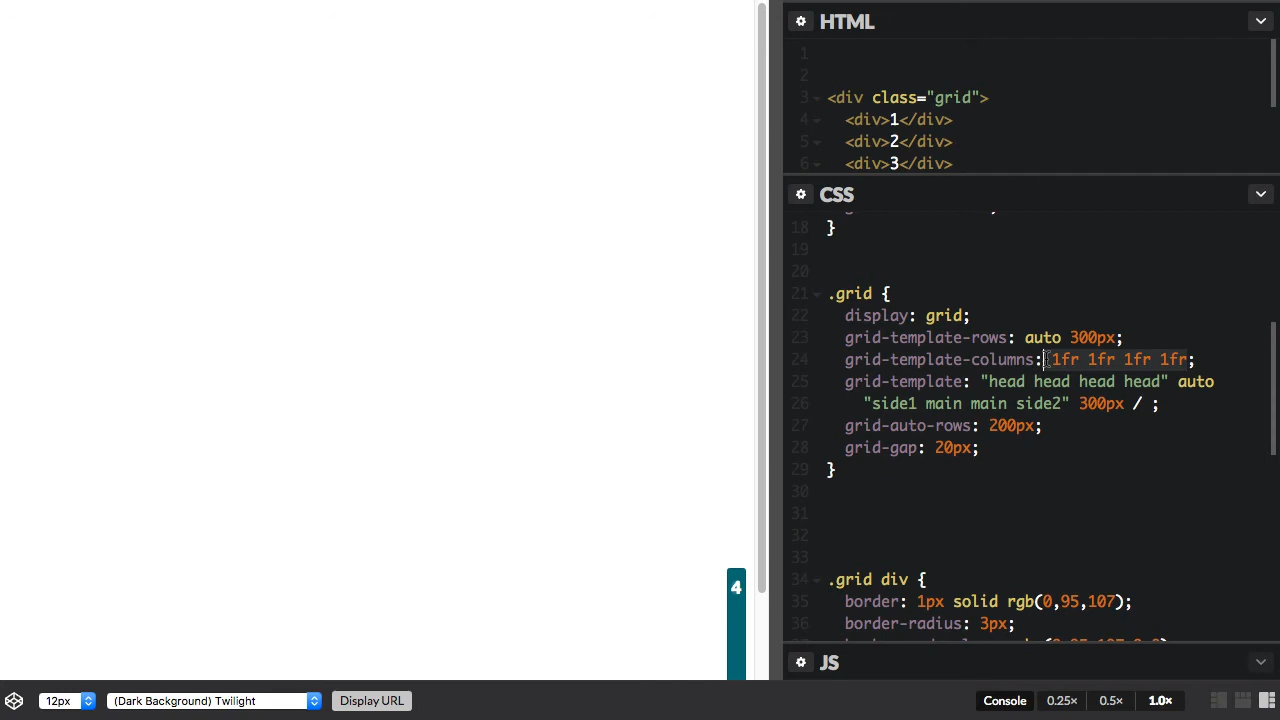 4
HTML
1
2
3 <div class="grid">
4 <div>1</div>
5 <div>2</div>
6 <div>3</div>
CSS
18 }
19
20
21 .grid {
22 display: grid;
23 grid-template-rows: auto 300px;
24 grid-template-columns: 1fr 1fr 1fr 1fr;
25 grid-template: "head head head head" auto
26 "side1 main main side2" 300px / ;
27 grid-auto-rows: 200px;
28 grid-gap: 20px;
29 }
30
31
32
33
34 .grid div {
35 border: 1px solid rgb(0,95,107);
36 border-radius: 3px;
JS
12px (Dark Background) Twilight Display URL Console 0.25× 0.5× 1.0×